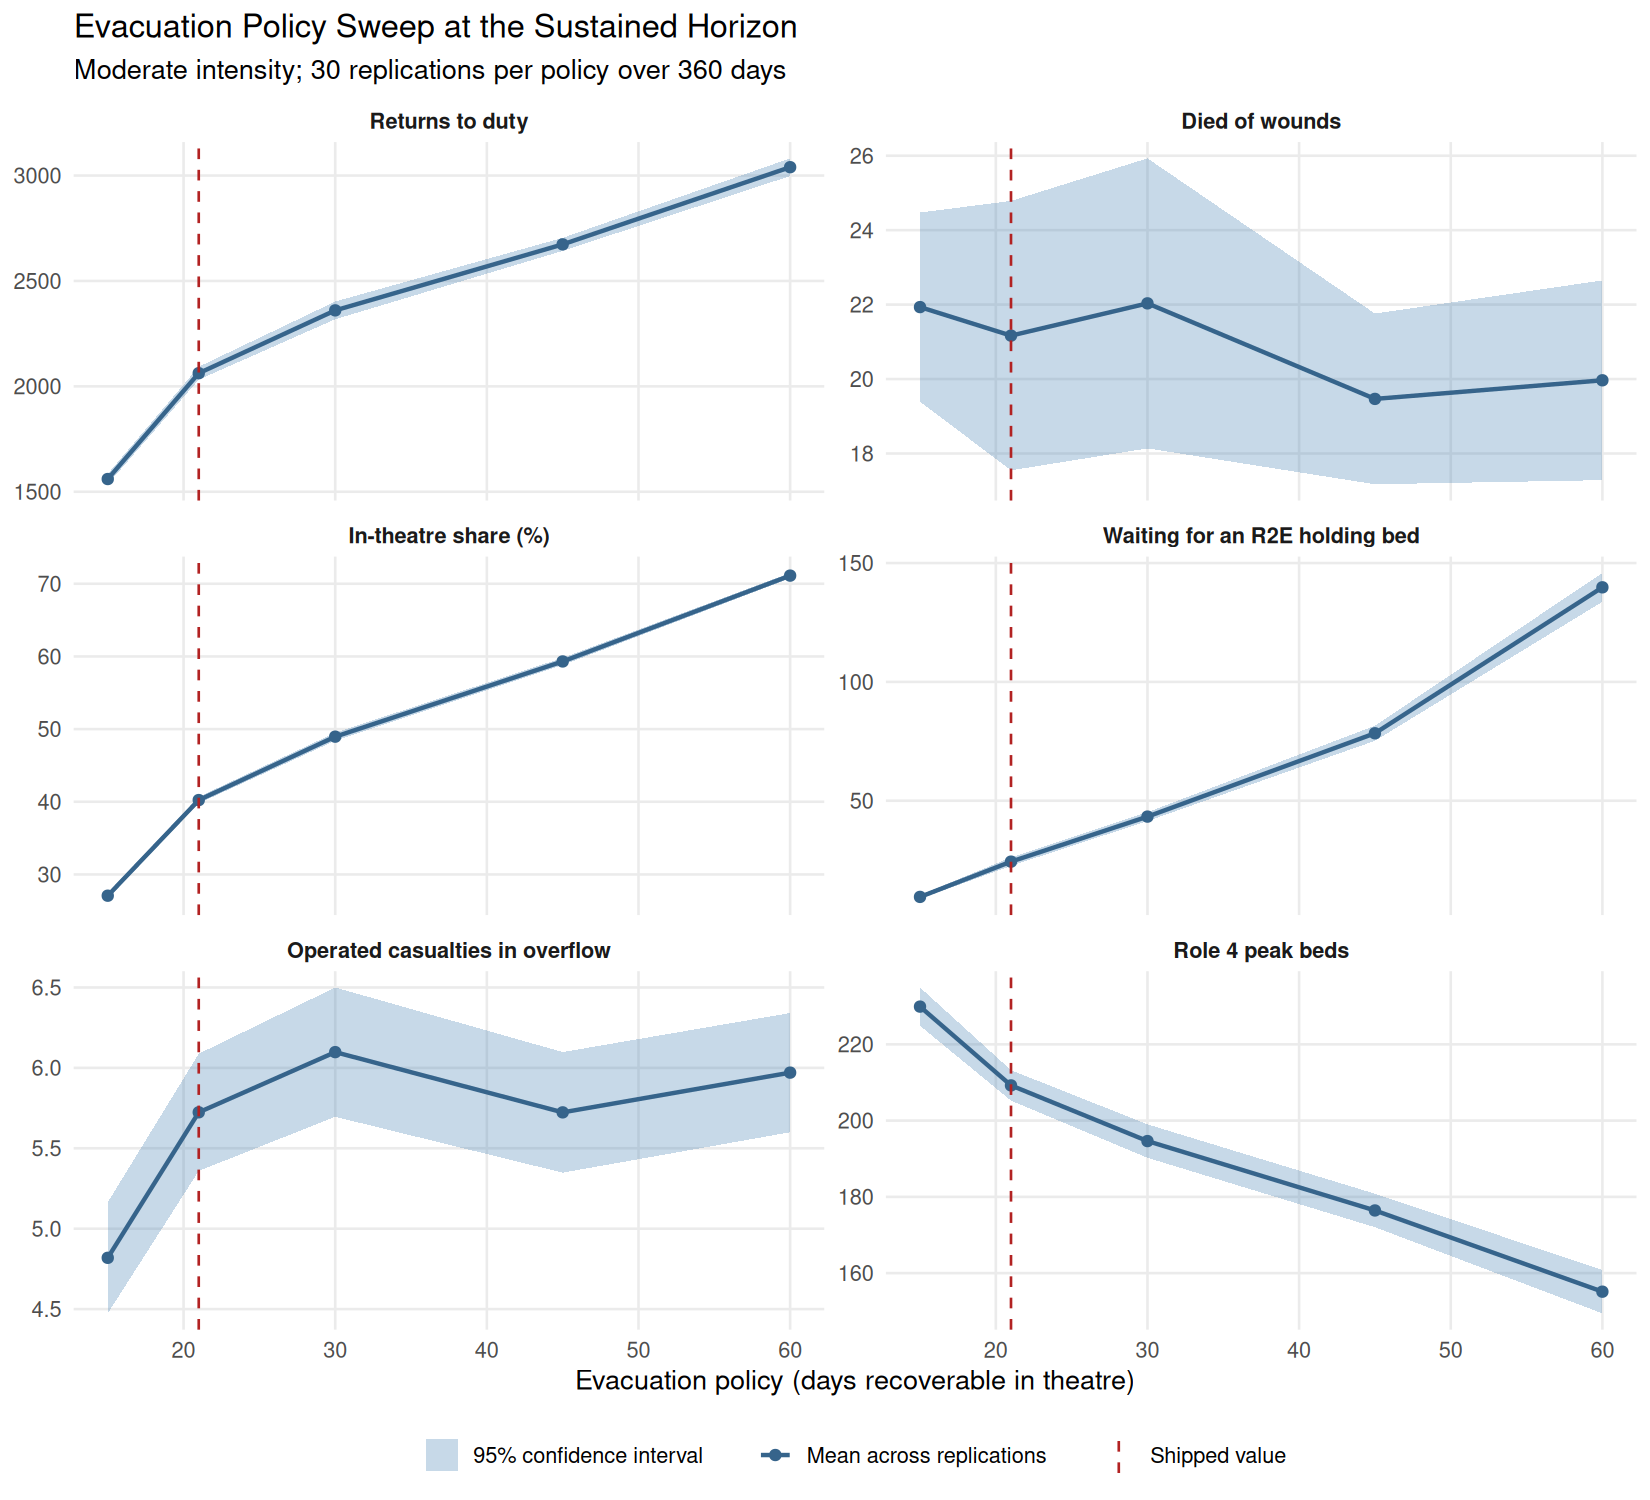 Evacuation Policy Sweep at the Sustained Horizon
Moderate intensity; 30 replications per policy over 360 days
Returns to duty
3000
2500
2000
1500
Died of wounds
26
24
22
20
18
In-theatre share (%)
70
60
50
40
30
Waiting for an R2E holding bed
150
100
50
Operated casualties in overflow
6.5
6.0
5.5
5.0
4.5
20 30 40 50 60
Role 4 peak beds
220
200
180
160
20 30 40 50 60
Evacuation policy (days recoverable in theatre)
95% confidence interval
Mean across replications
Shipped value